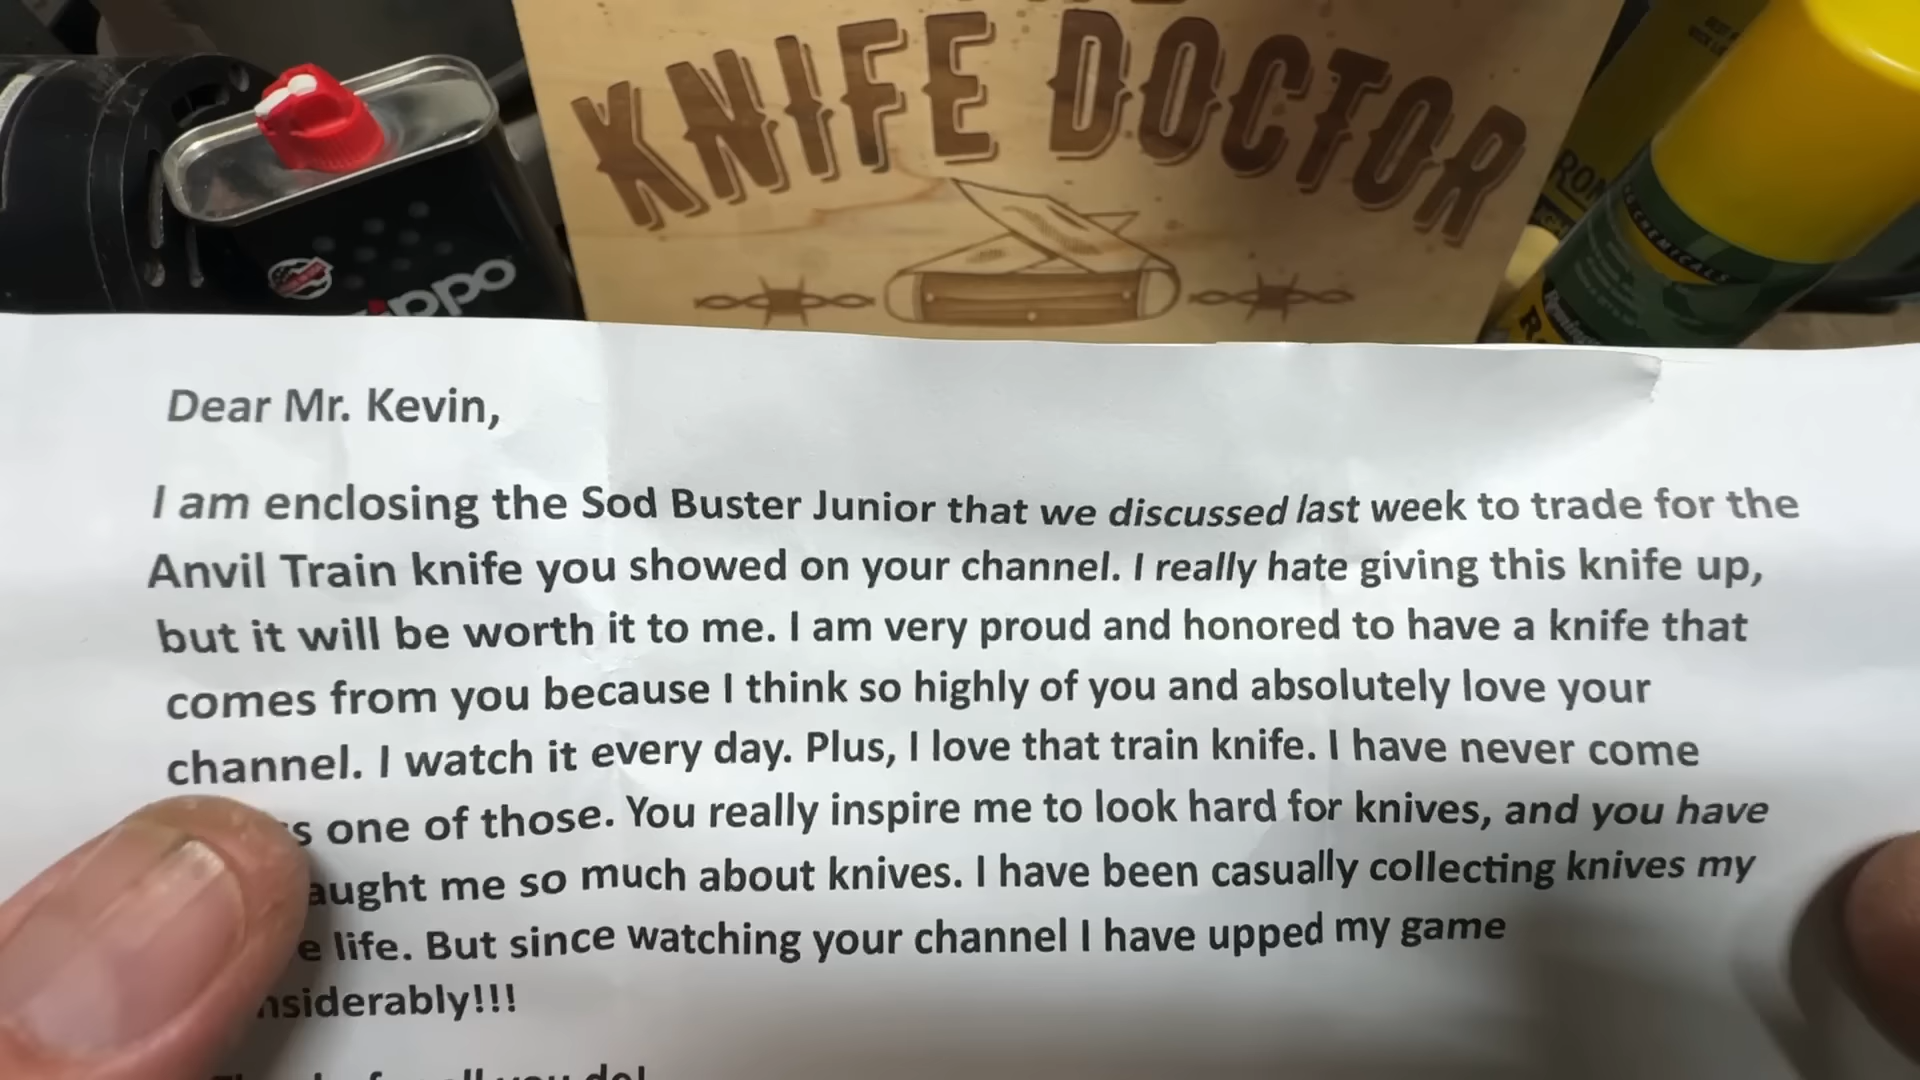 KNIFE DOCTOR
zippo
CHEMICALS
Dear Mr. Kevin,
I am enclosing the Sod Buster Junior that we discussed last week to trade for the
Anvil Train knife you showed on your channel. I really hate giving this knife up,
but it will be worth it to me. I am very proud and honored to have a knife that
comes from you because I think so highly of you and absolutely love your
channel. I watch it every day. Plus, I love that train knife. I have never come
s one of those. You really inspire me to look hard for knives, and you have
aught me so much about knives. I have been casually collecting knives my
e life. But since watching your channel I have upped my game
nsiderably!!!
you do!